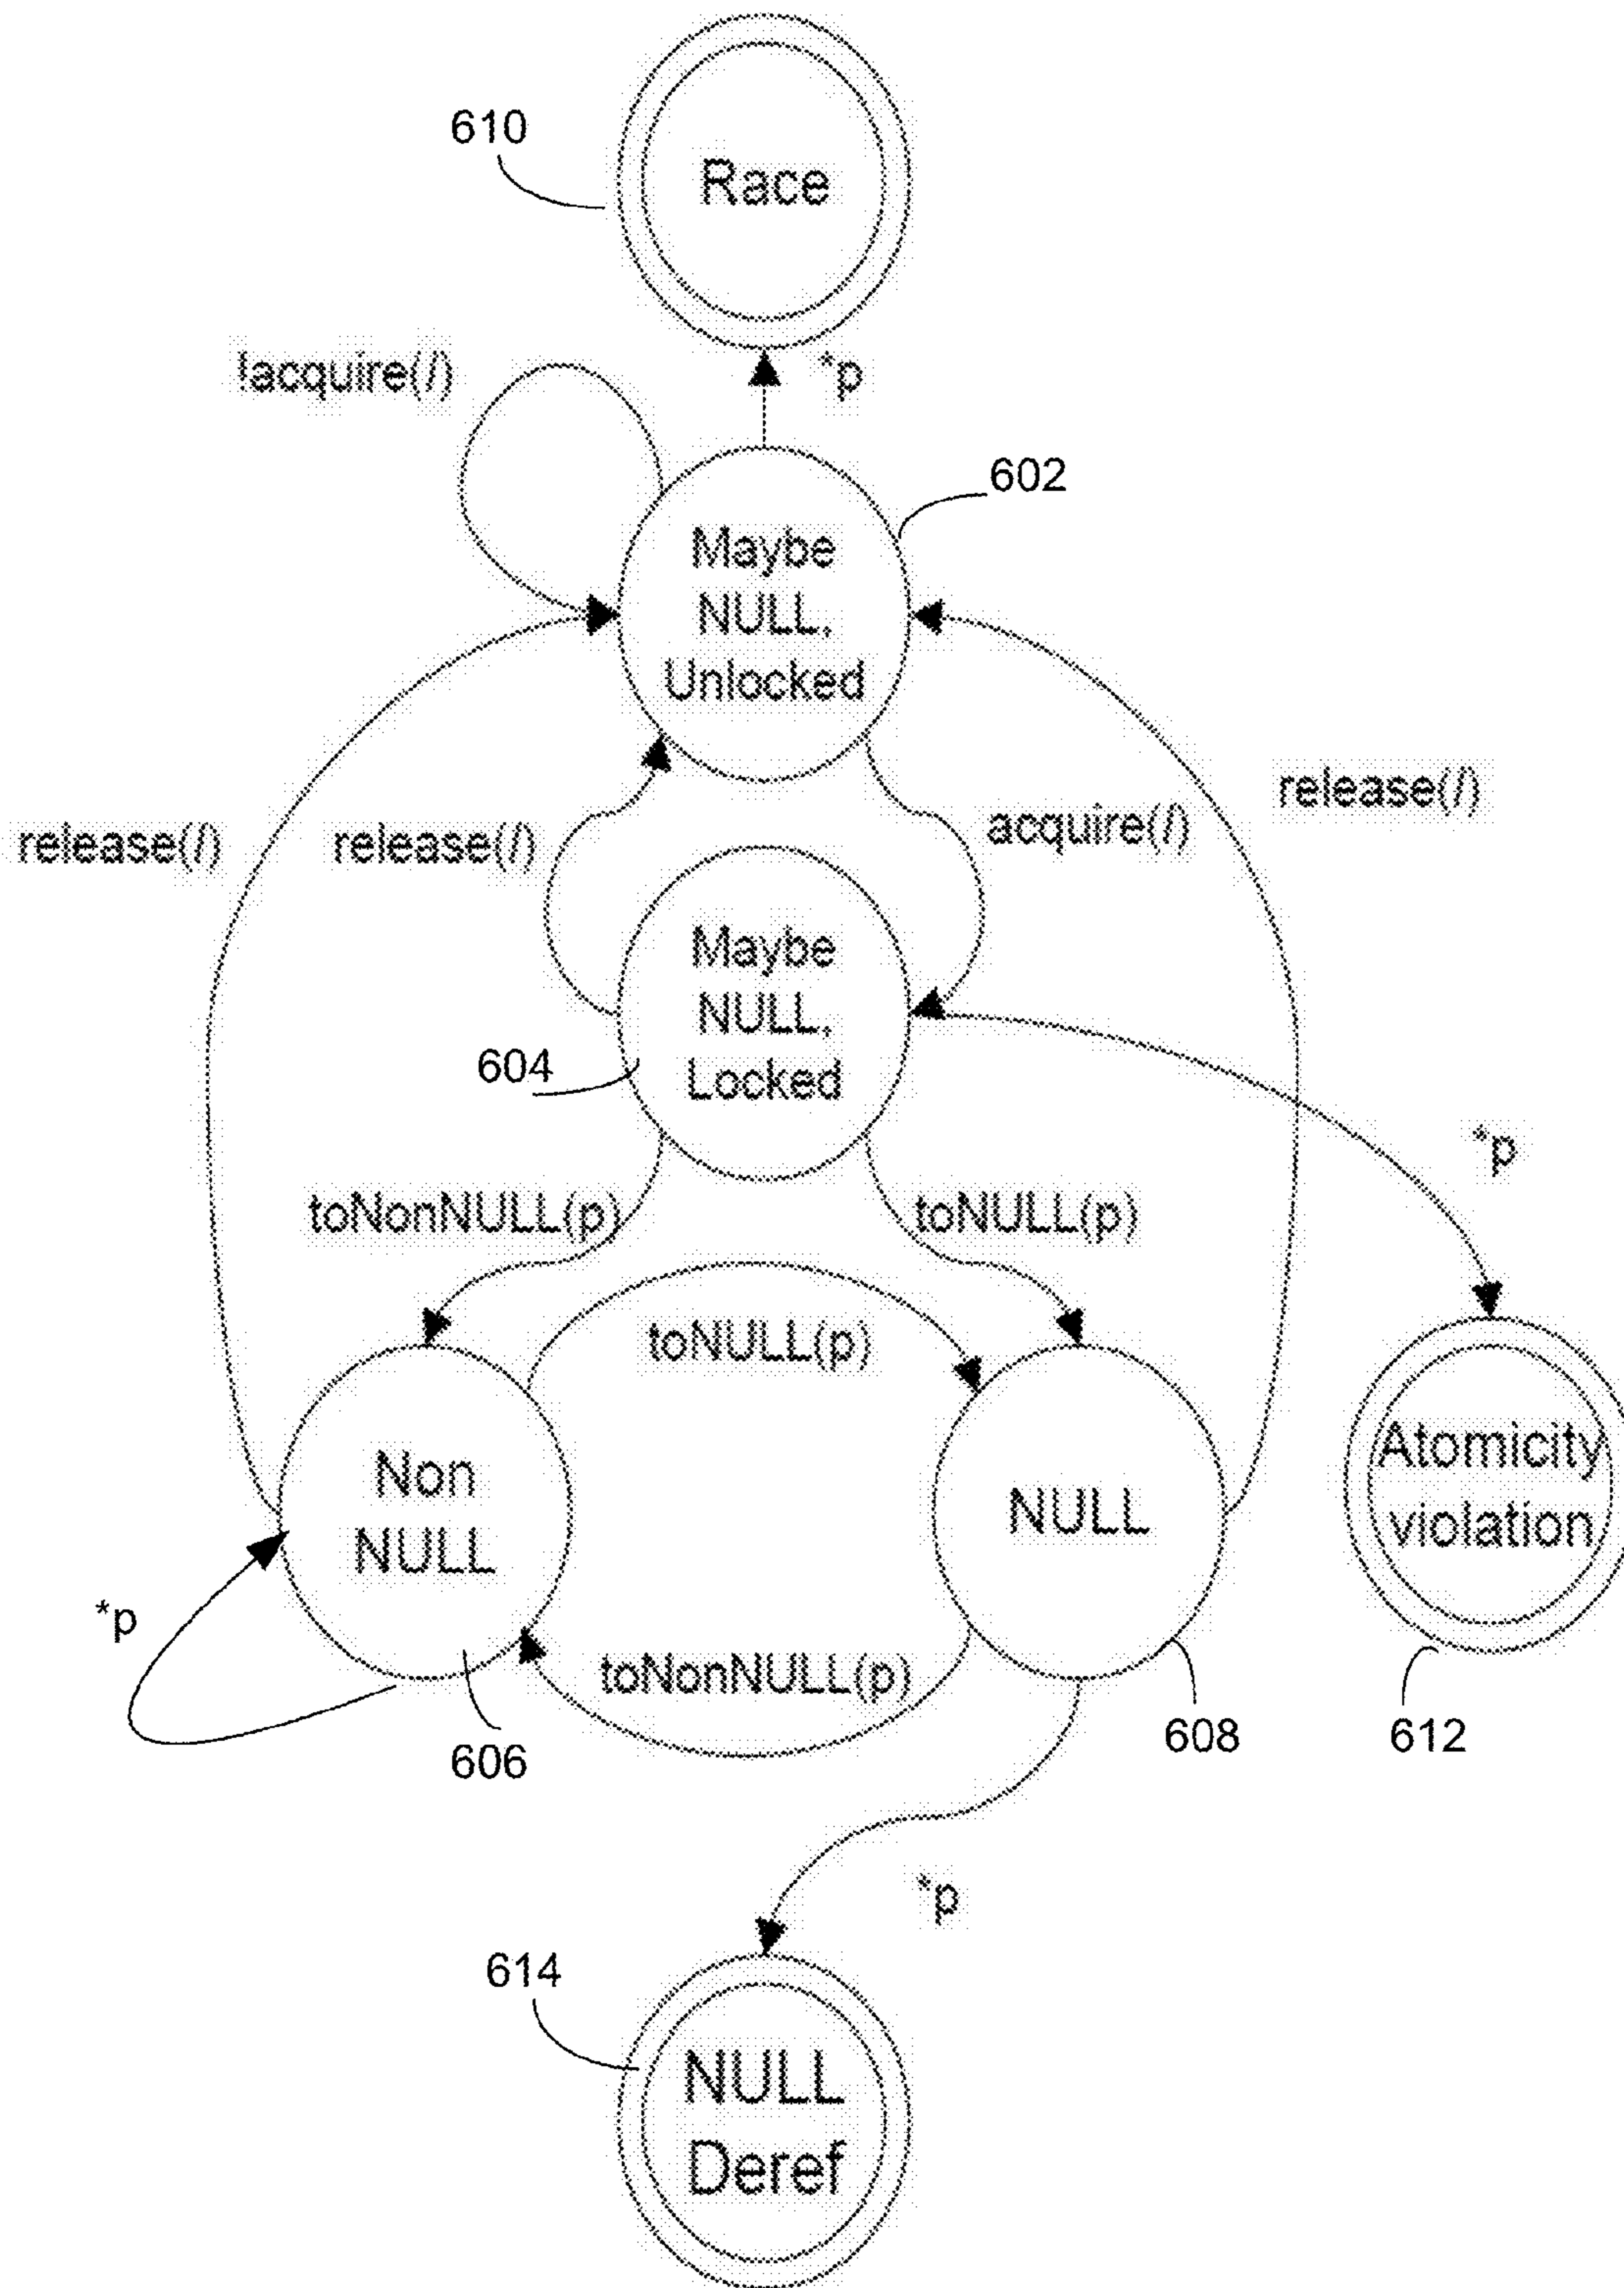 610
Race
!acquire(l)
*p
602
Maybe
NULL,
Unlocked
release(l)
release(l)
acquire(l)
release(l)
Maybe
NULL,
Locked
604
*p
toNonNULL(p)
toNULL(p)
toNULL(p)
Non
NULL
NULL
Atomicity
violation
*p
toNonNULL(p)
606
608
612
*p
614
NULL
Deref